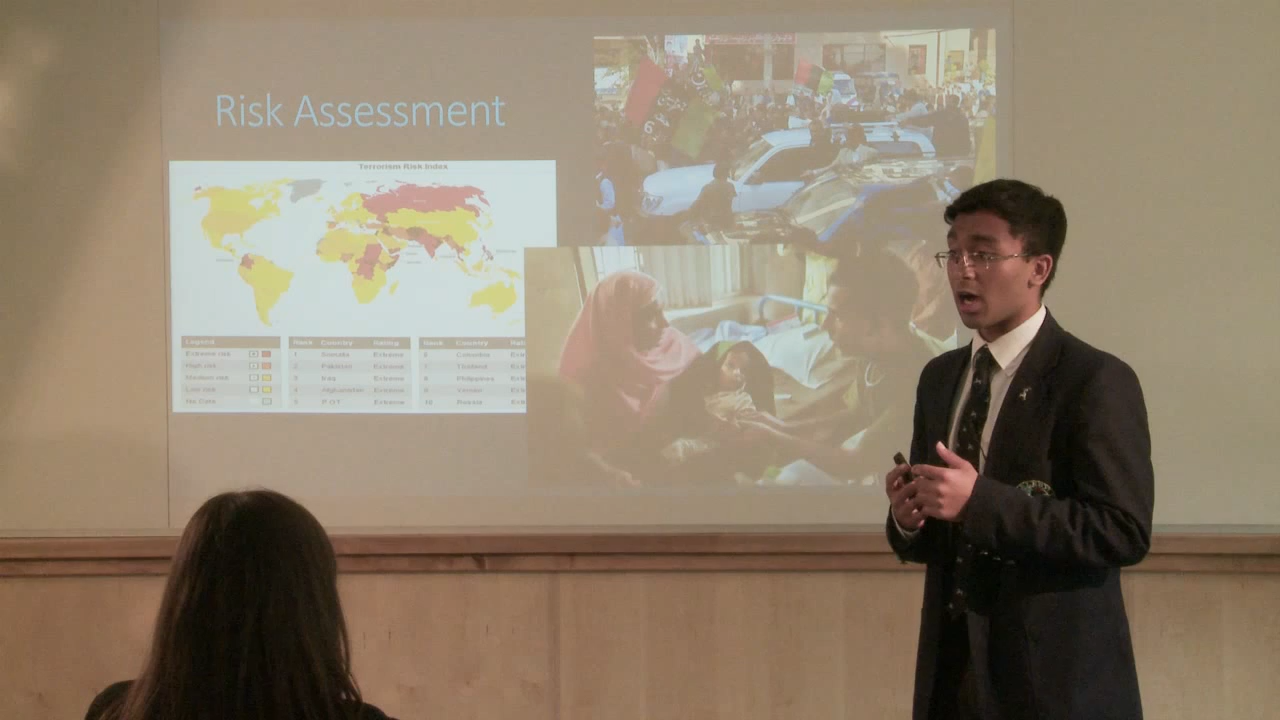 Risk Assessment
Terrorism Risk Index
Legend
Extreme risk
High risk
Medium risk
Low risk
No Data
Rank Country Rating
1 Somalia Extreme
2 Pakistan Extreme
3 Iraq Extreme
4 Afghanistan Extreme
5 P OT Extreme
Rank Country
6 Colombia
7 Thailand
8 Philippines
9 Yemen
10 Russia